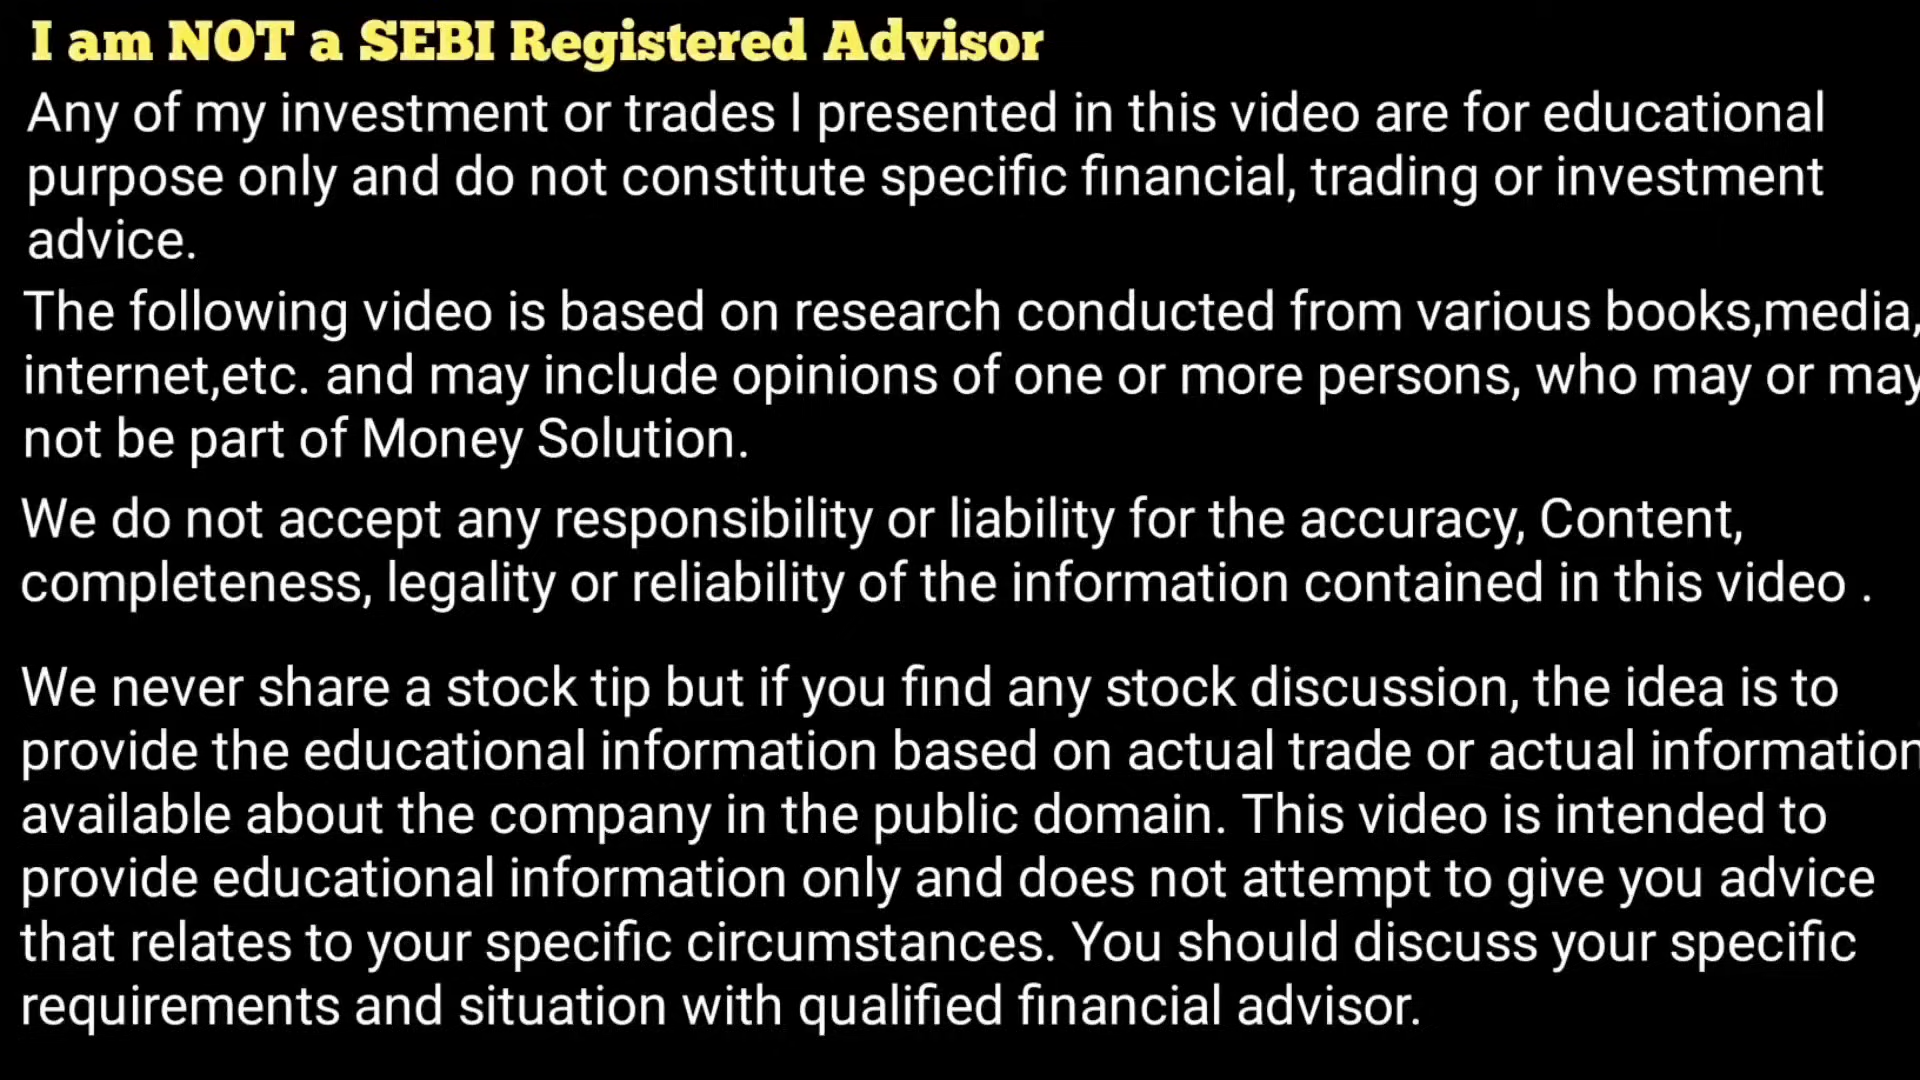 I am NOT a SEBI Registered Advisor
Any of my investment or trades I presented in this video are for educational
purpose only and do not constitute specific financial, trading or investment
advice.
The following video is based on research conducted from various books,media,
internet,etc. and may include opinions of one or more persons, who may or may
not be part of Money Solution.
We do not accept any responsibility or liability for the accuracy, Content,
completeness, legality or reliability of the information contained in this video .
We never share a stock tip but if you find any stock discussion, the idea is to
provide the educational information based on actual trade or actual information
available about the company in the public domain. This video is intended to
provide educational information only and does not attempt to give you advice
that relates to your specific circumstances. You should discuss your specific
requirements and situation with qualified financial advisor.